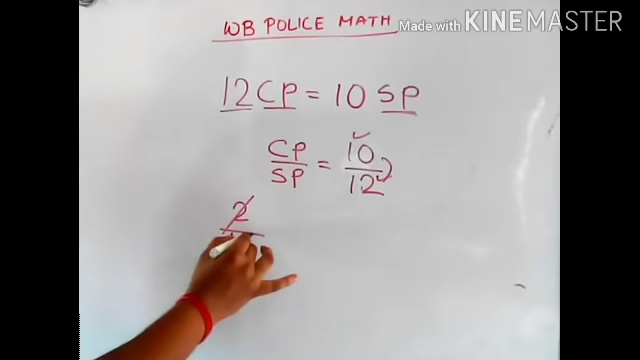 WB POLICE MATH
Made with KINEMASTER
12 CP = 10 SP
CP/SP = 10/12
2